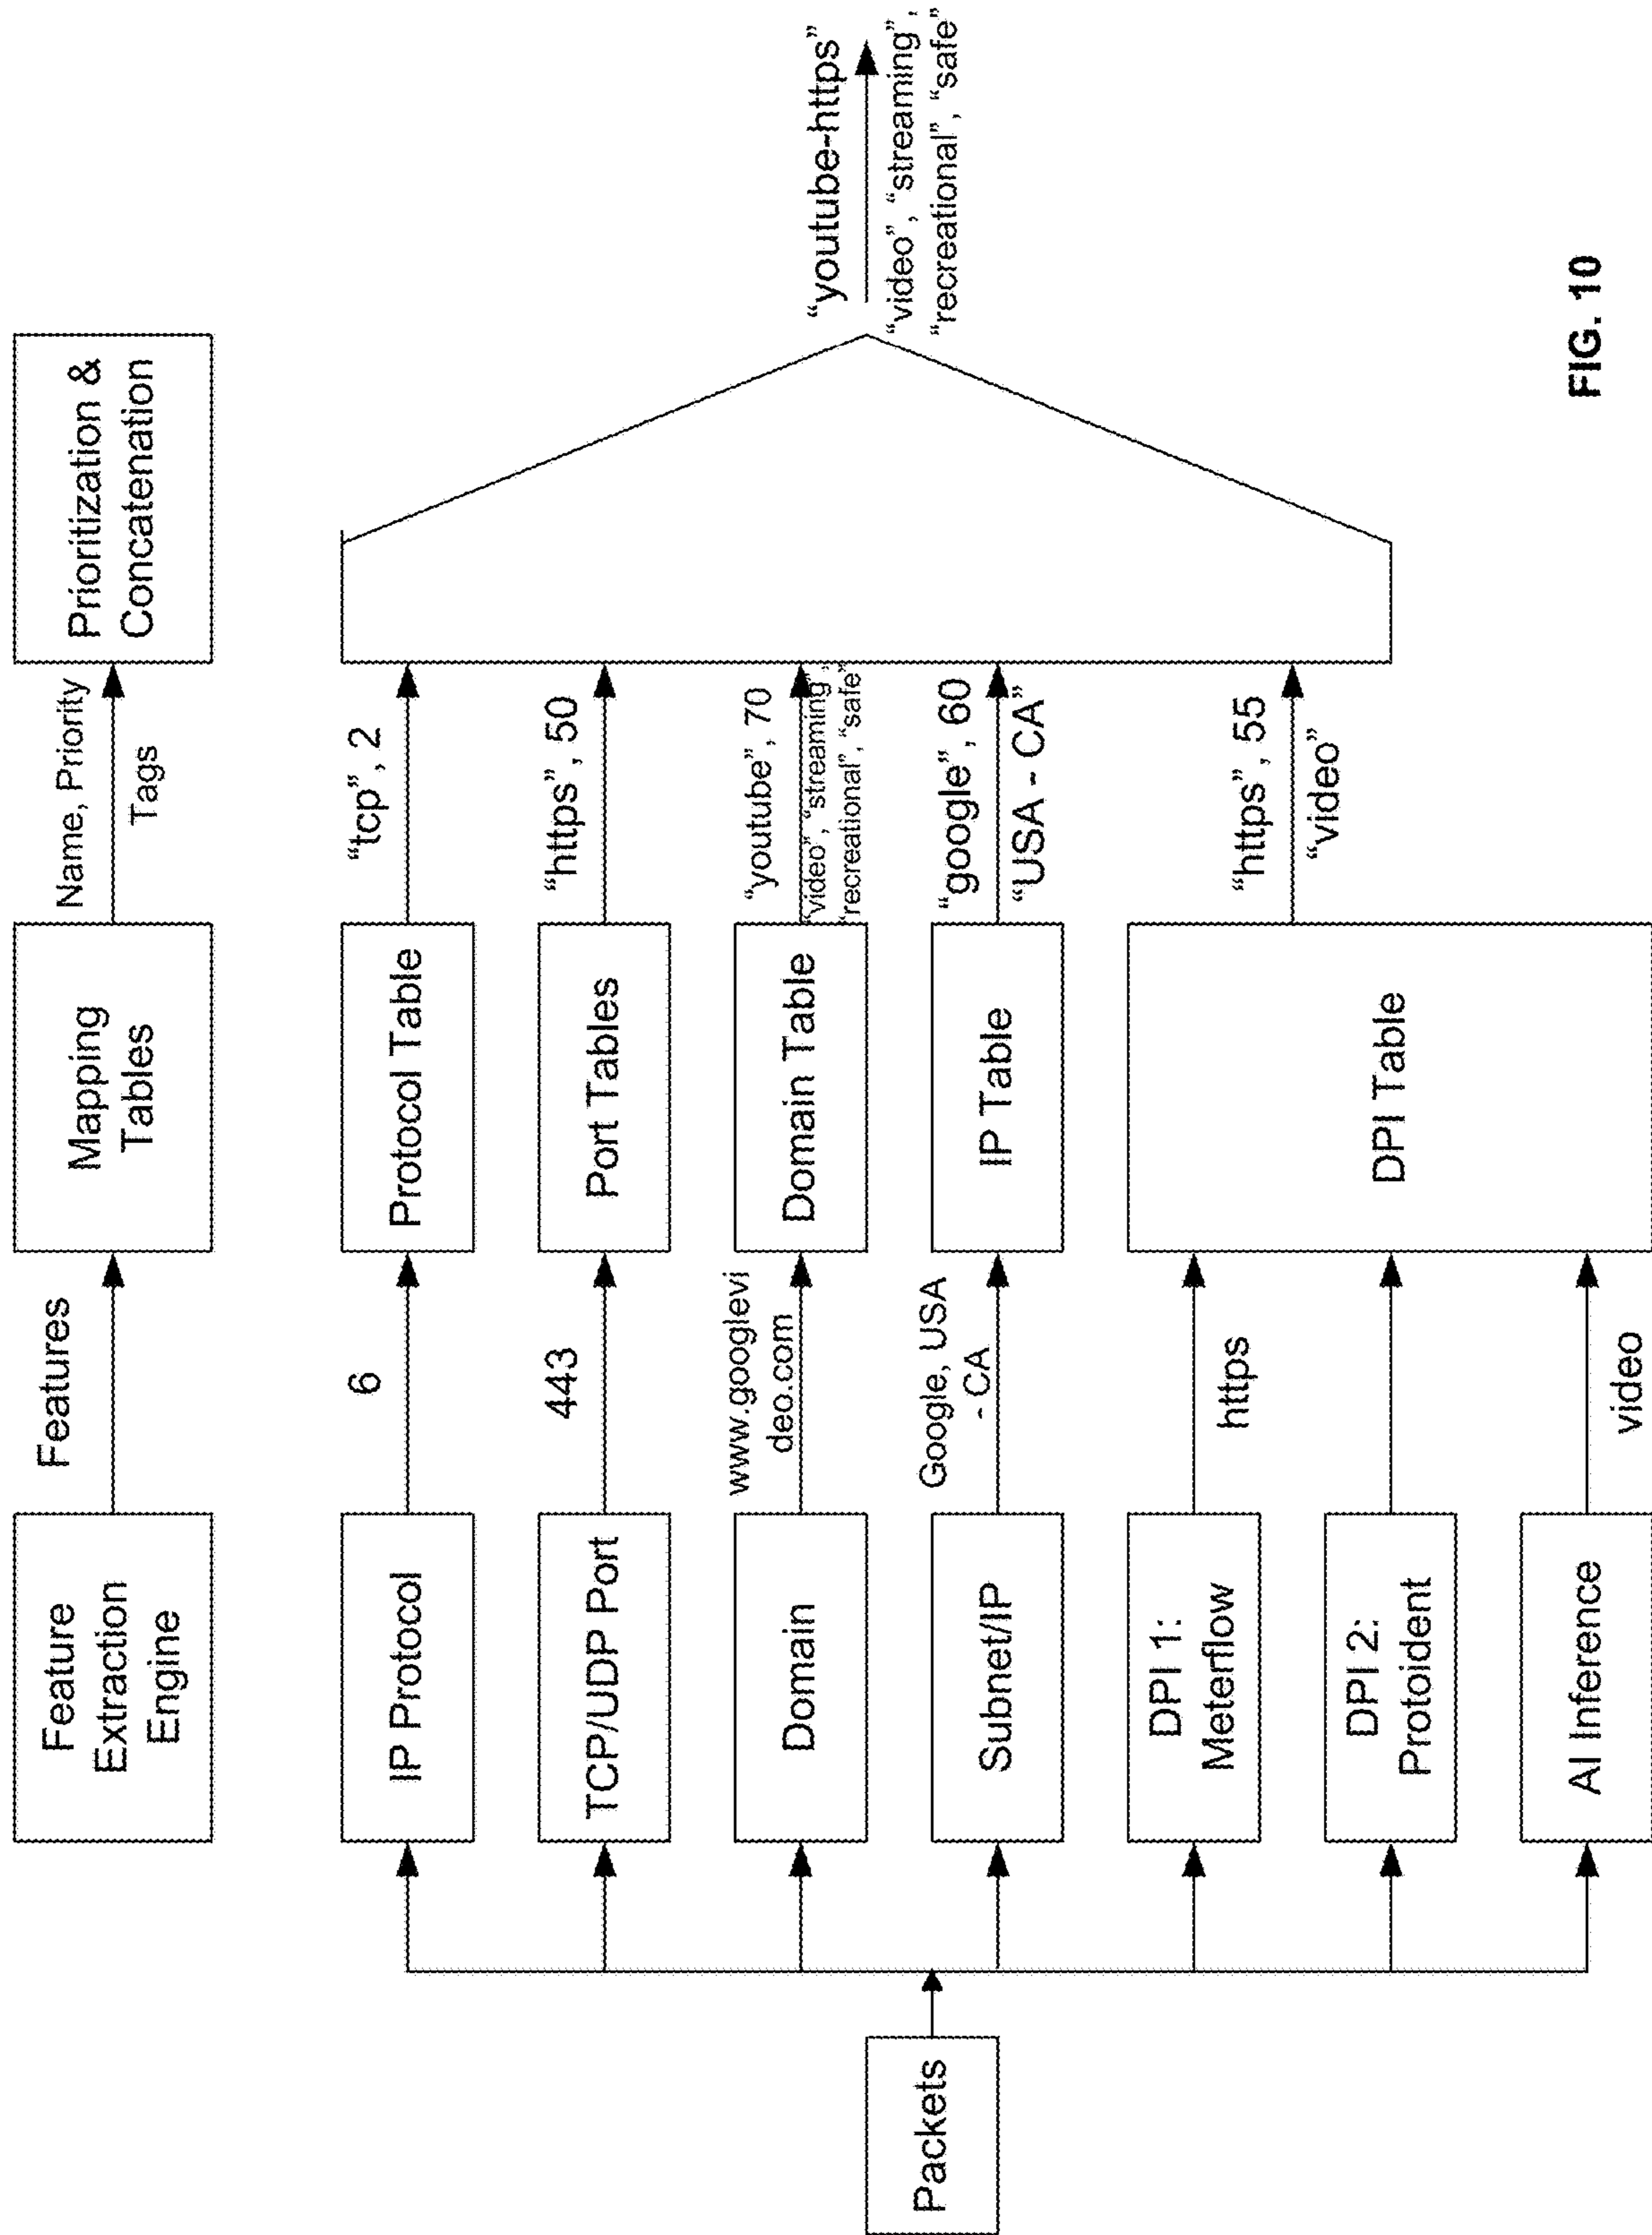 Feature
Extraction
Engine
Features
Mapping
Tables
Name, Priority
Tags
Prioritization &
Concatenation
Packets
IP Protocol
6
Protocol Table
“tcp”, 2
TCP/UDP Port
443
Port Tables
“https”, 50
Domain
www.googlevi
deo.com
Domain Table
“youtube”, 70
“video”, “streaming”,
“recreational”, “safe”
Subnet/IP
Google, USA
- CA
IP Table
“google”, 60
“USA - CA”
DPI 1:
Meterflow
https
DPI 2:
Protoident
AI Inference
video
DPI Table
“https”, 55
“video”
“youtube-https”
“video”, “streaming”,
“recreational”, “safe”
FIG. 10